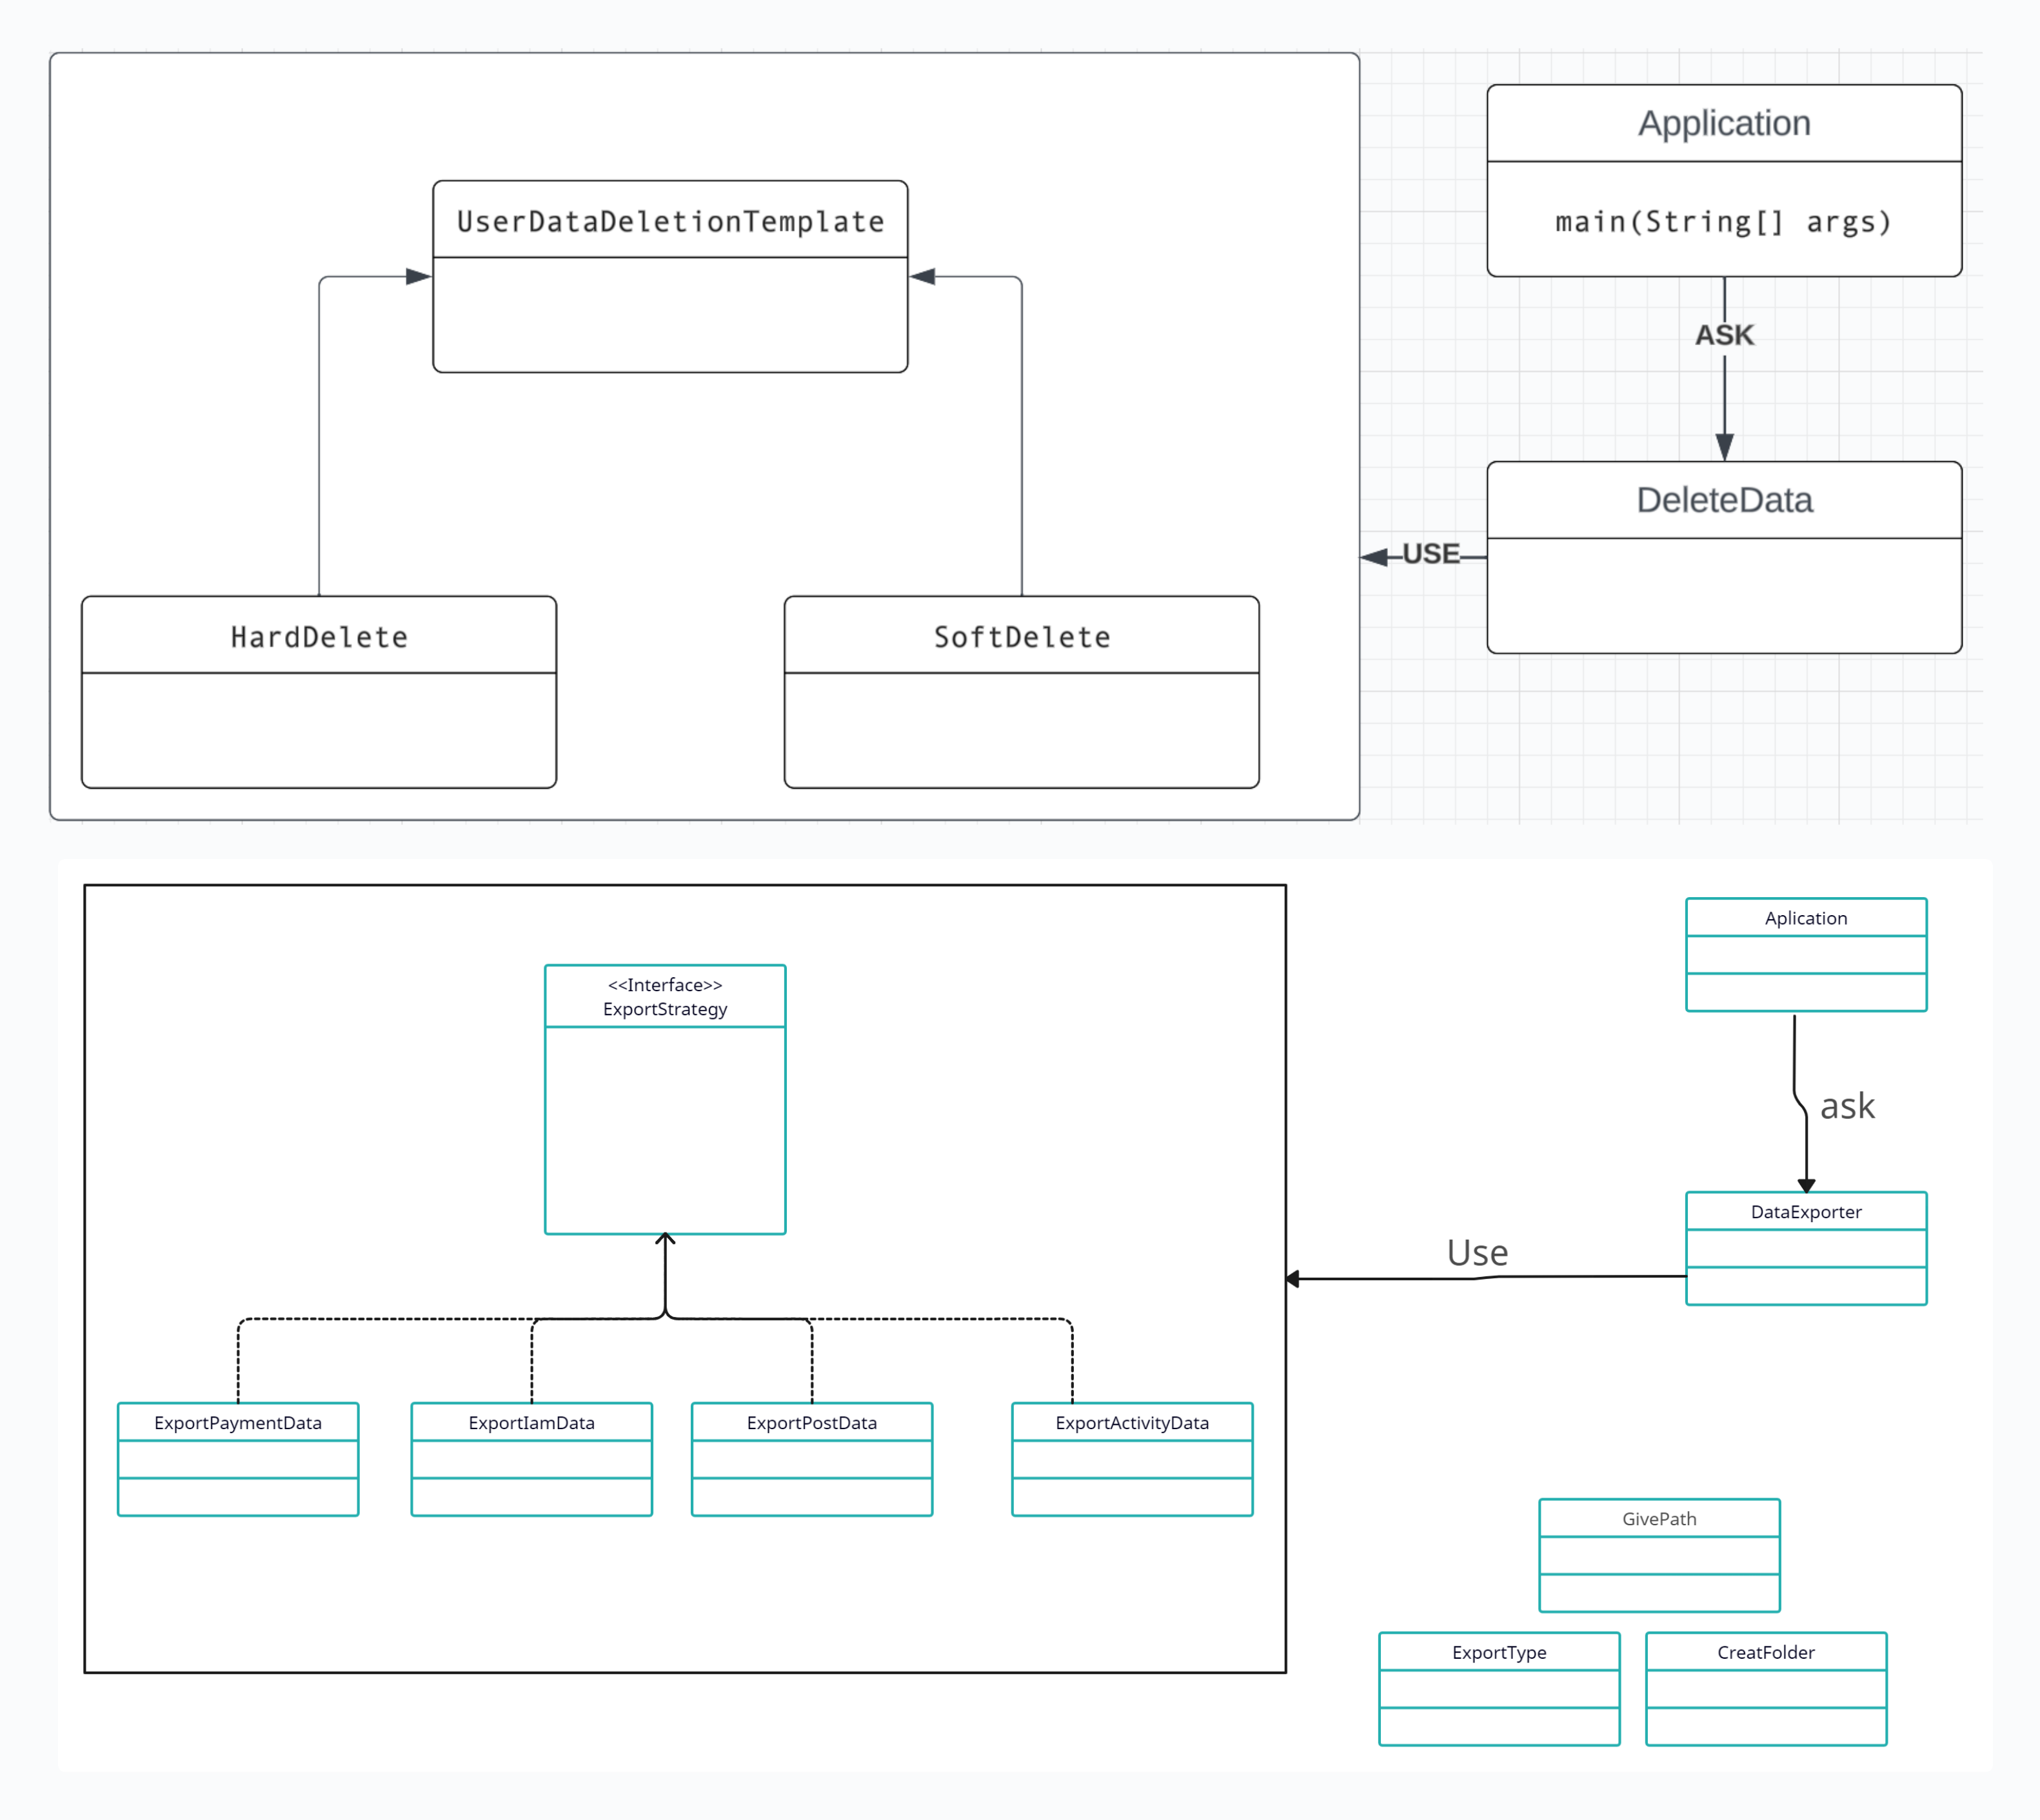 UserDataDeletionTemplate
HardDelete
SoftDelete
Application
main(String[] args)
ASK
DeleteData
USE
<<Interface>>
ExportStrategy
ExportPaymentData
ExportIamData
ExportPostData
ExportActivityData
Aplication
ask
DataExporter
Use
GivePath
ExportType
CreatFolder